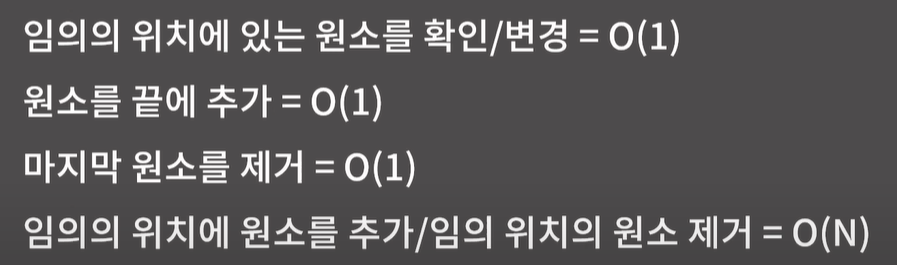 임의의 위치에 있는 원소를 확인/변경 = O(1)
원소를 끝에 추가 = O(1)
마지막 원소를 제거 = O(1)
임의의 위치에 원소를 추가/임의 위치의 원소 제거 = O(N)